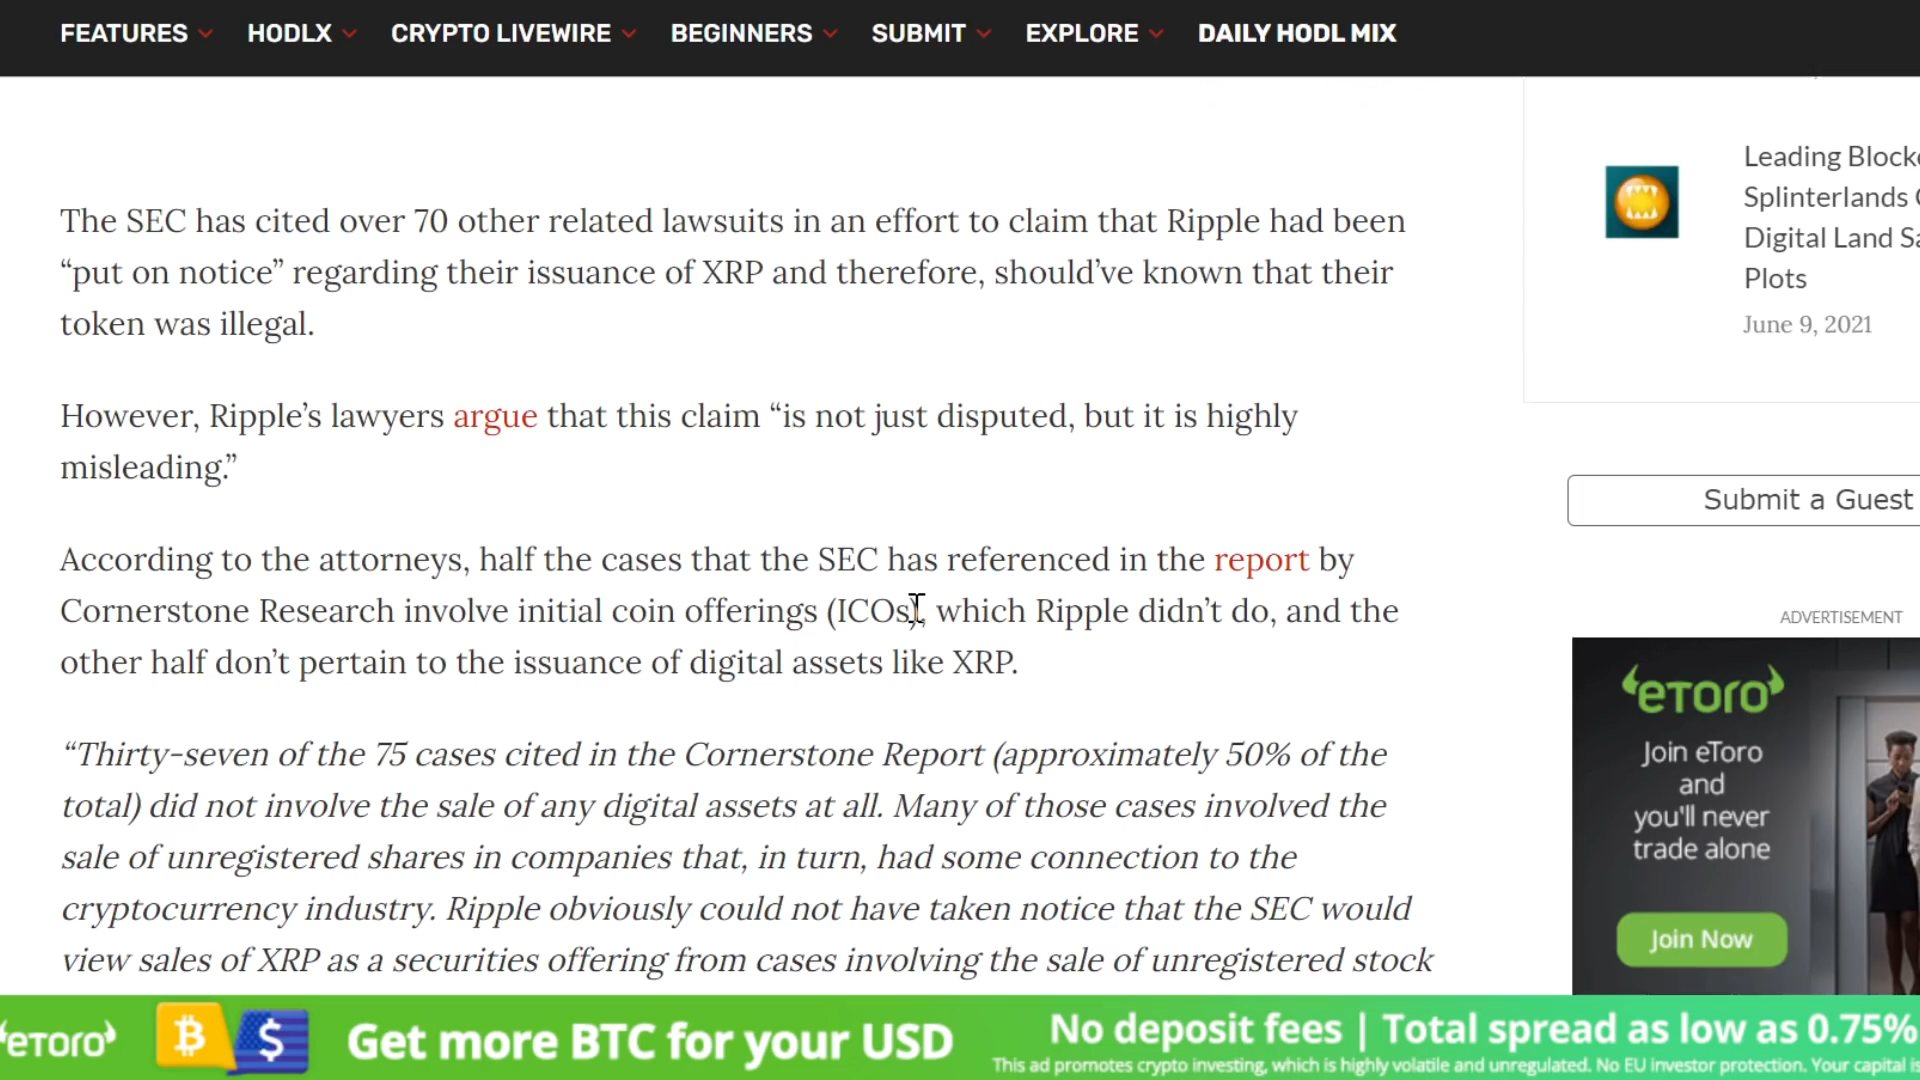 FEATURES HODLX CRYPTO LIVEWIRE BEGINNERS SUBMIT EXPLORE DAILY HODL MIX
The SEC has cited over 70 other related lawsuits in an effort to claim that Ripple had been
“put on notice” regarding their issuance of XRP and therefore, should’ve known that their
token was illegal.
However, Ripple’s lawyers argue that this claim “is not just disputed, but it is highly
misleading.”
According to the attorneys, half the cases that the SEC has referenced in the report by
Cornerstone Research involve initial coin offerings (ICOs), which Ripple didn’t do, and the
other half don’t pertain to the issuance of digital assets like XRP.
“Thirty-seven of the 75 cases cited in the Cornerstone Report (approximately 50% of the
total) did not involve the sale of any digital assets at all. Many of those cases involved the
sale of unregistered shares in companies that, in turn, had some connection to the
cryptocurrency industry. Ripple obviously could not have taken notice that the SEC would
view sales of XRP as a securities offering from cases involving the sale of unregistered stock
Leading
Splinterlands
Digital Land
Plots
June 9, 2021
Submit a Guest
ADVERTISEMENT
eToro
Join eToro
and
you'll never
trade alone
Join Now
eToro
Get more BTC for your USD
No deposit fees | Total spread as low as 0.75%
This ad promotes crypto investing, which is highly volatile and unregulated. No EU investor protection. Your capital